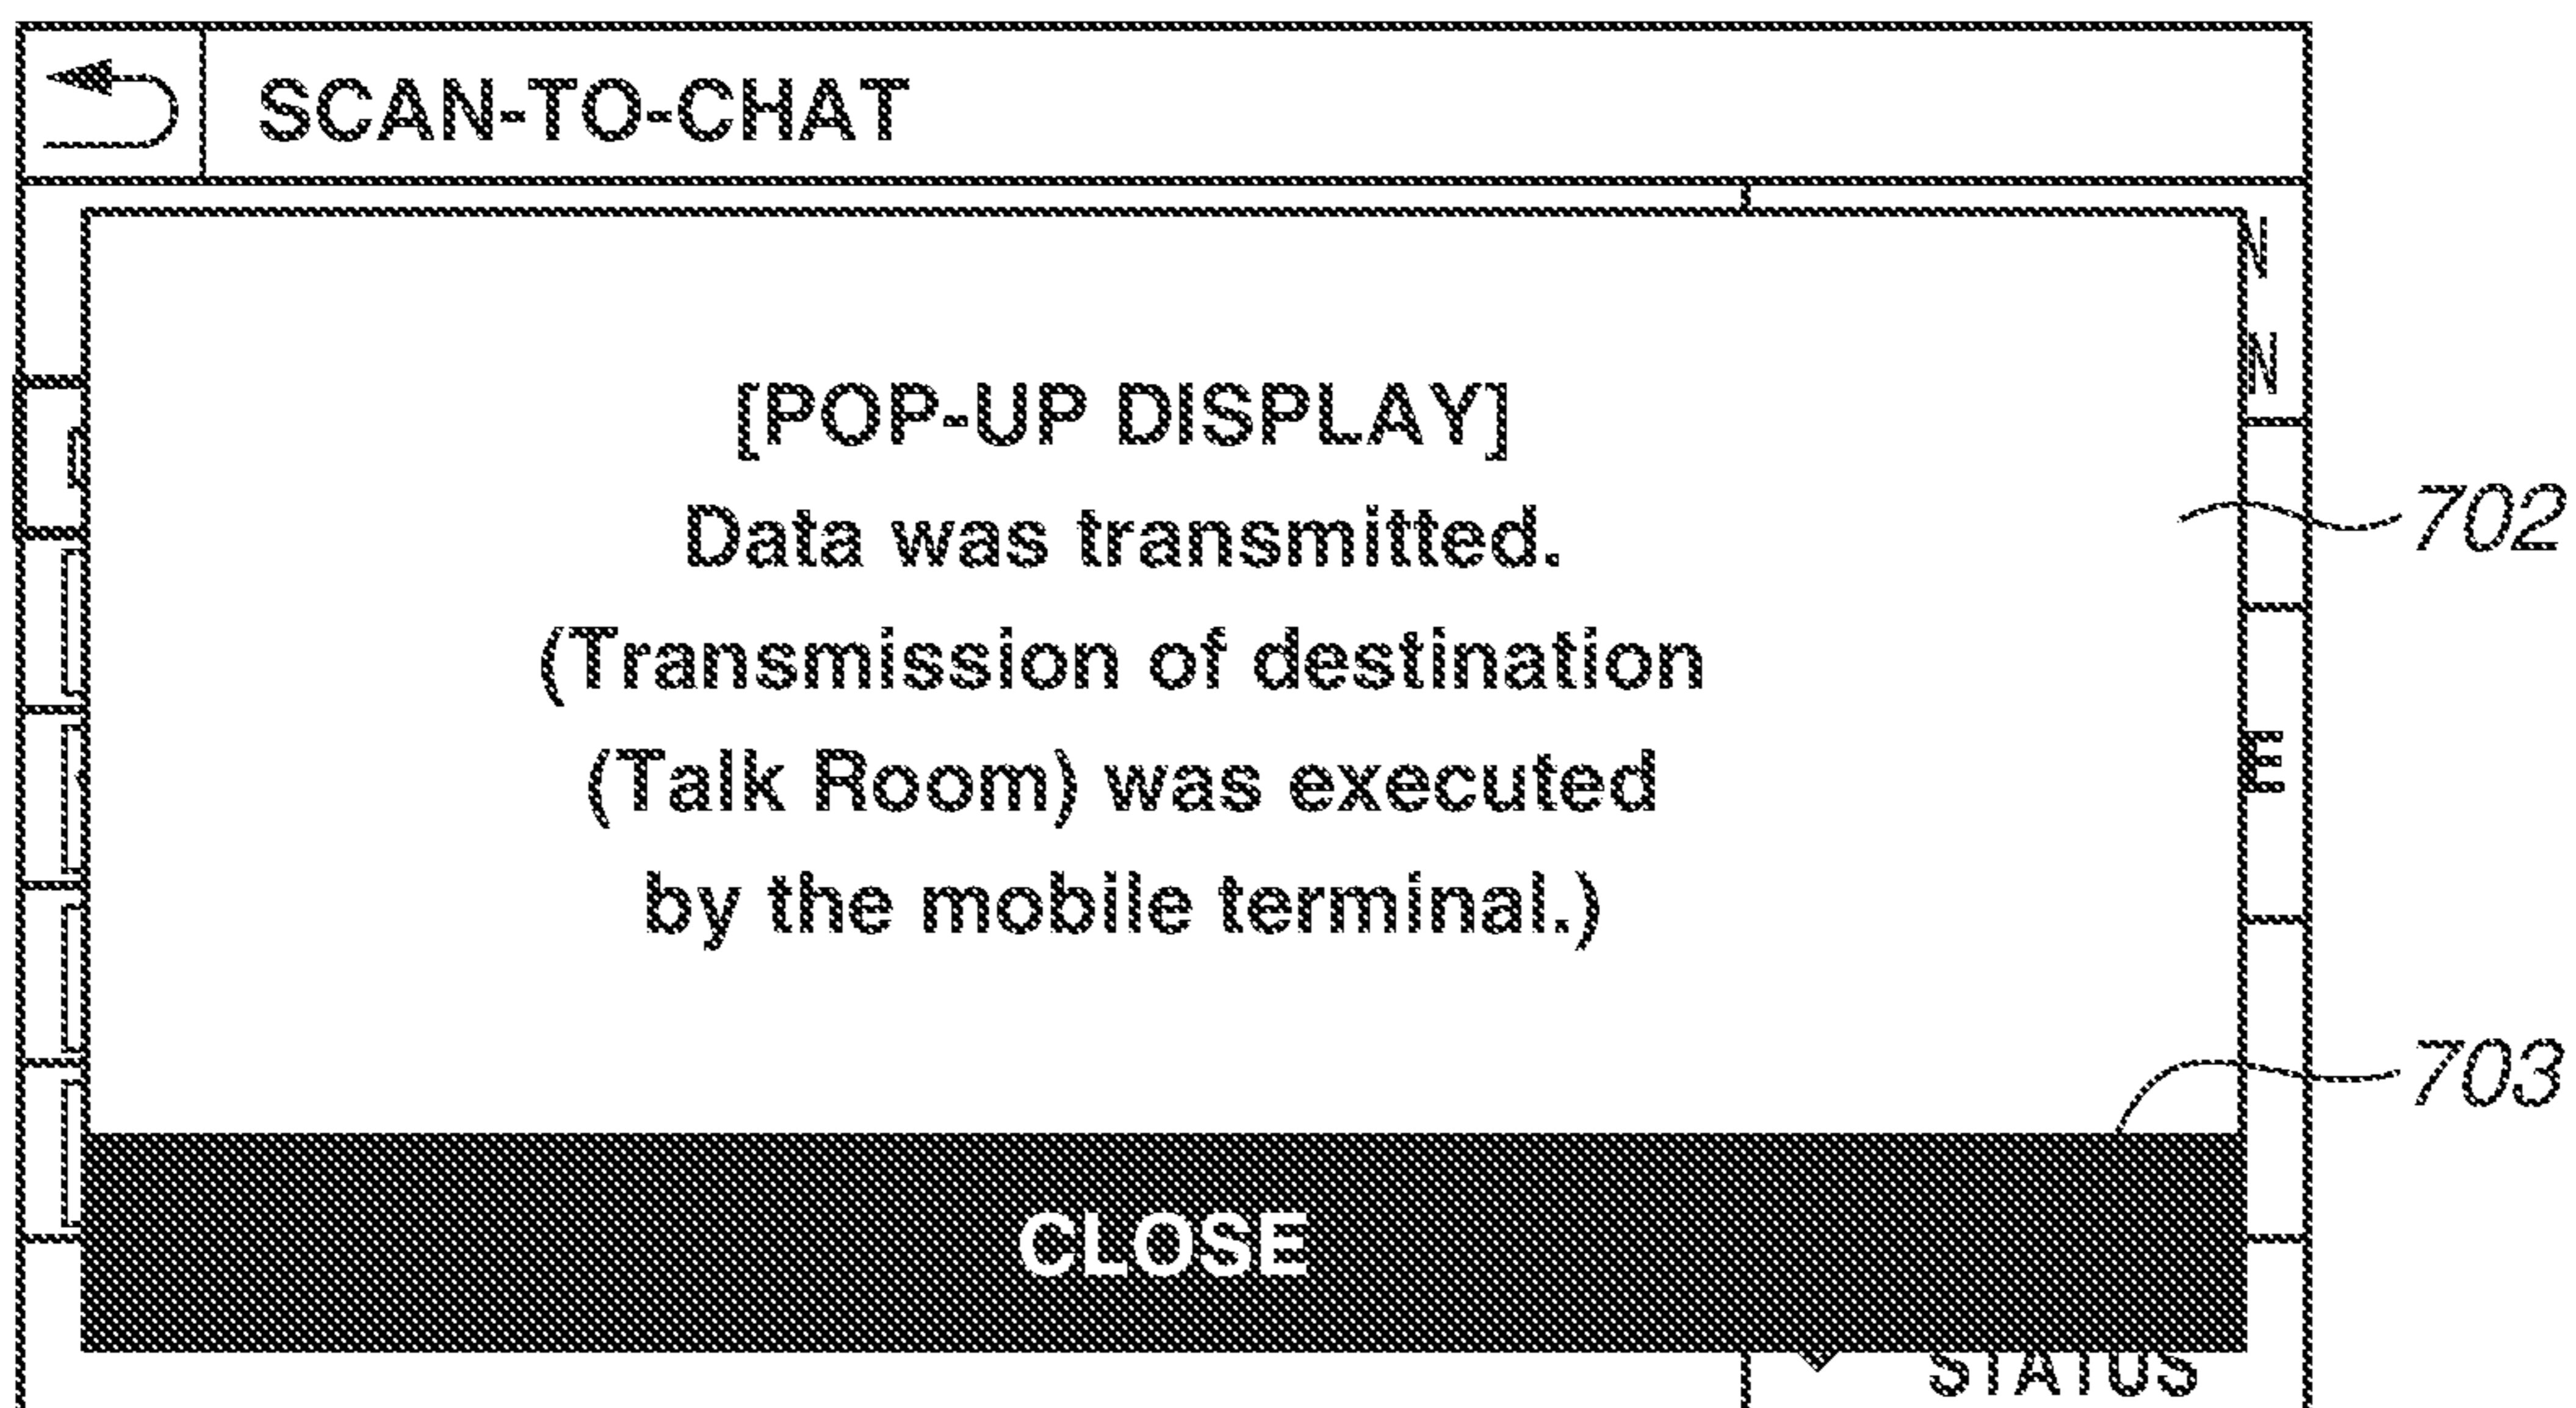 SCAN-TO-CHAT
N
N
[POP-UP DISPLAY]
Data was transmitted.
702
(Transmission of destination
(Talk Room) was executed
E
by the mobile terminal.)
703
CLOSE
STATUS